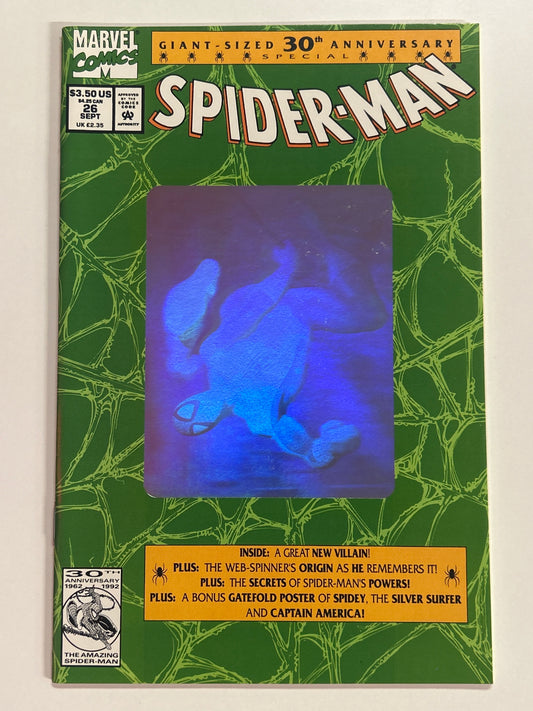 MARVEL
COMICS
M
$3.50 US
$4.25 CAN
26
SEPT
UK £2.35
APPROVED
BY THE
COMICS
CODE
CA
AUTHORITY
GIANT-SIZED 30th ANNIVERSARY
SPECIAL
SPIDER-MAN
INSIDE: A GREAT NEW VILLAIN!
PLUS: THE WEB-SPINNER'S ORIGIN AS HE REMEMBERS IT!
PLUS: THE SECRETS OF SPIDER-MAN'S POWERS!
PLUS: A BONUS GATEFOLD POSTER OF SPIDEY, THE SILVER SURFER
AND CAPTAIN AMERICA!
30TH
ANNIVERSARY
1962 1992
THE AMAZING
SPIDER-MAN